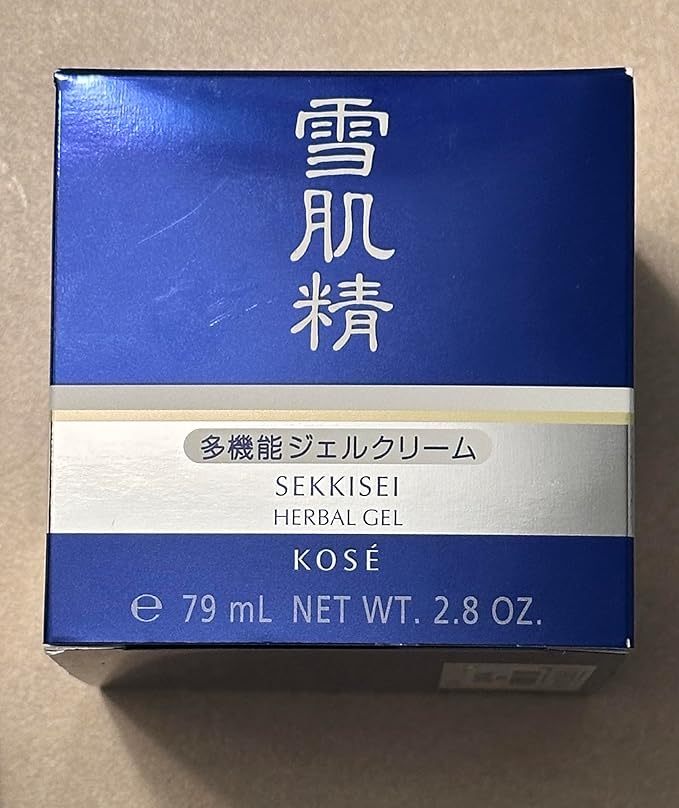 雪肌精
多機能ジェルクリーム
SEKKISEI
HERBAL GEL
KOSÉ
℮ 79 mL NET WT. 2.8 OZ.